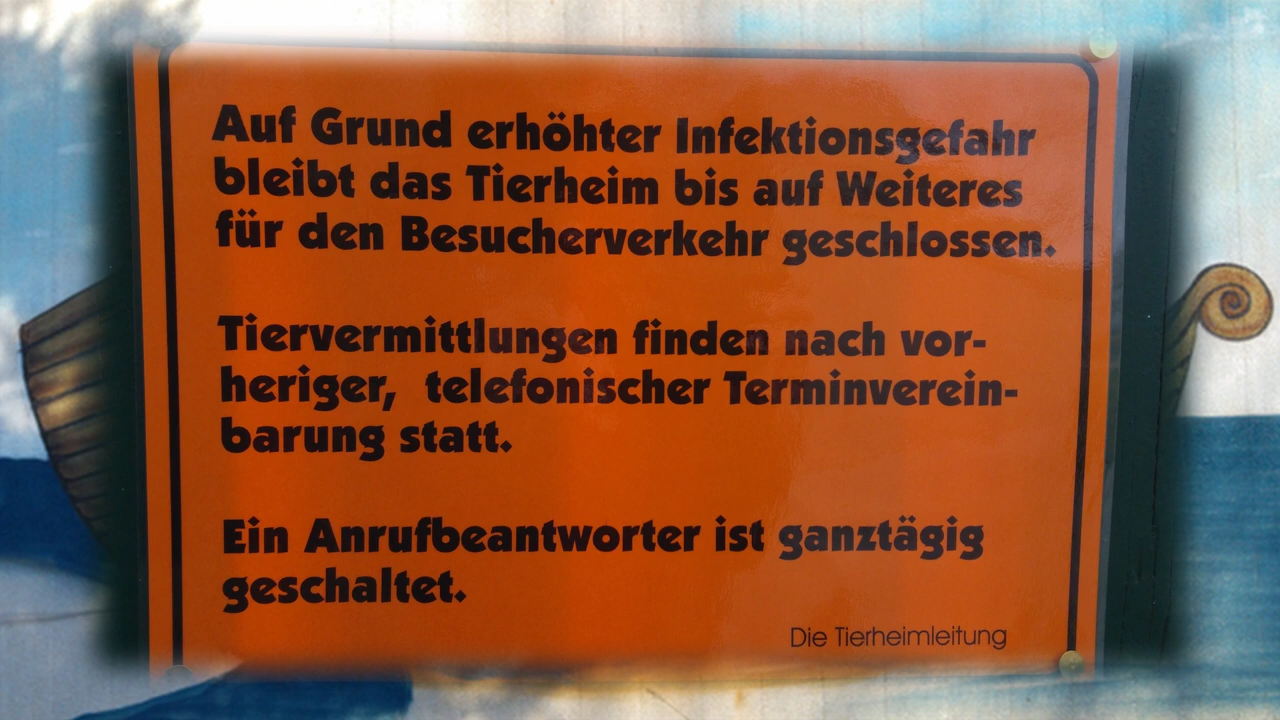 Auf Grund erhöhter Infektionsgefahr
bleibt das Tierheim bis auf Weiteres
für den Besucherverkehr geschlossen.
Tiervermittlungen finden nach vor-
heriger, telefonischer Terminverein-
barung statt.
Ein Anrufbeantworter ist ganztägig
geschaltet.
Die Tierheimleitung